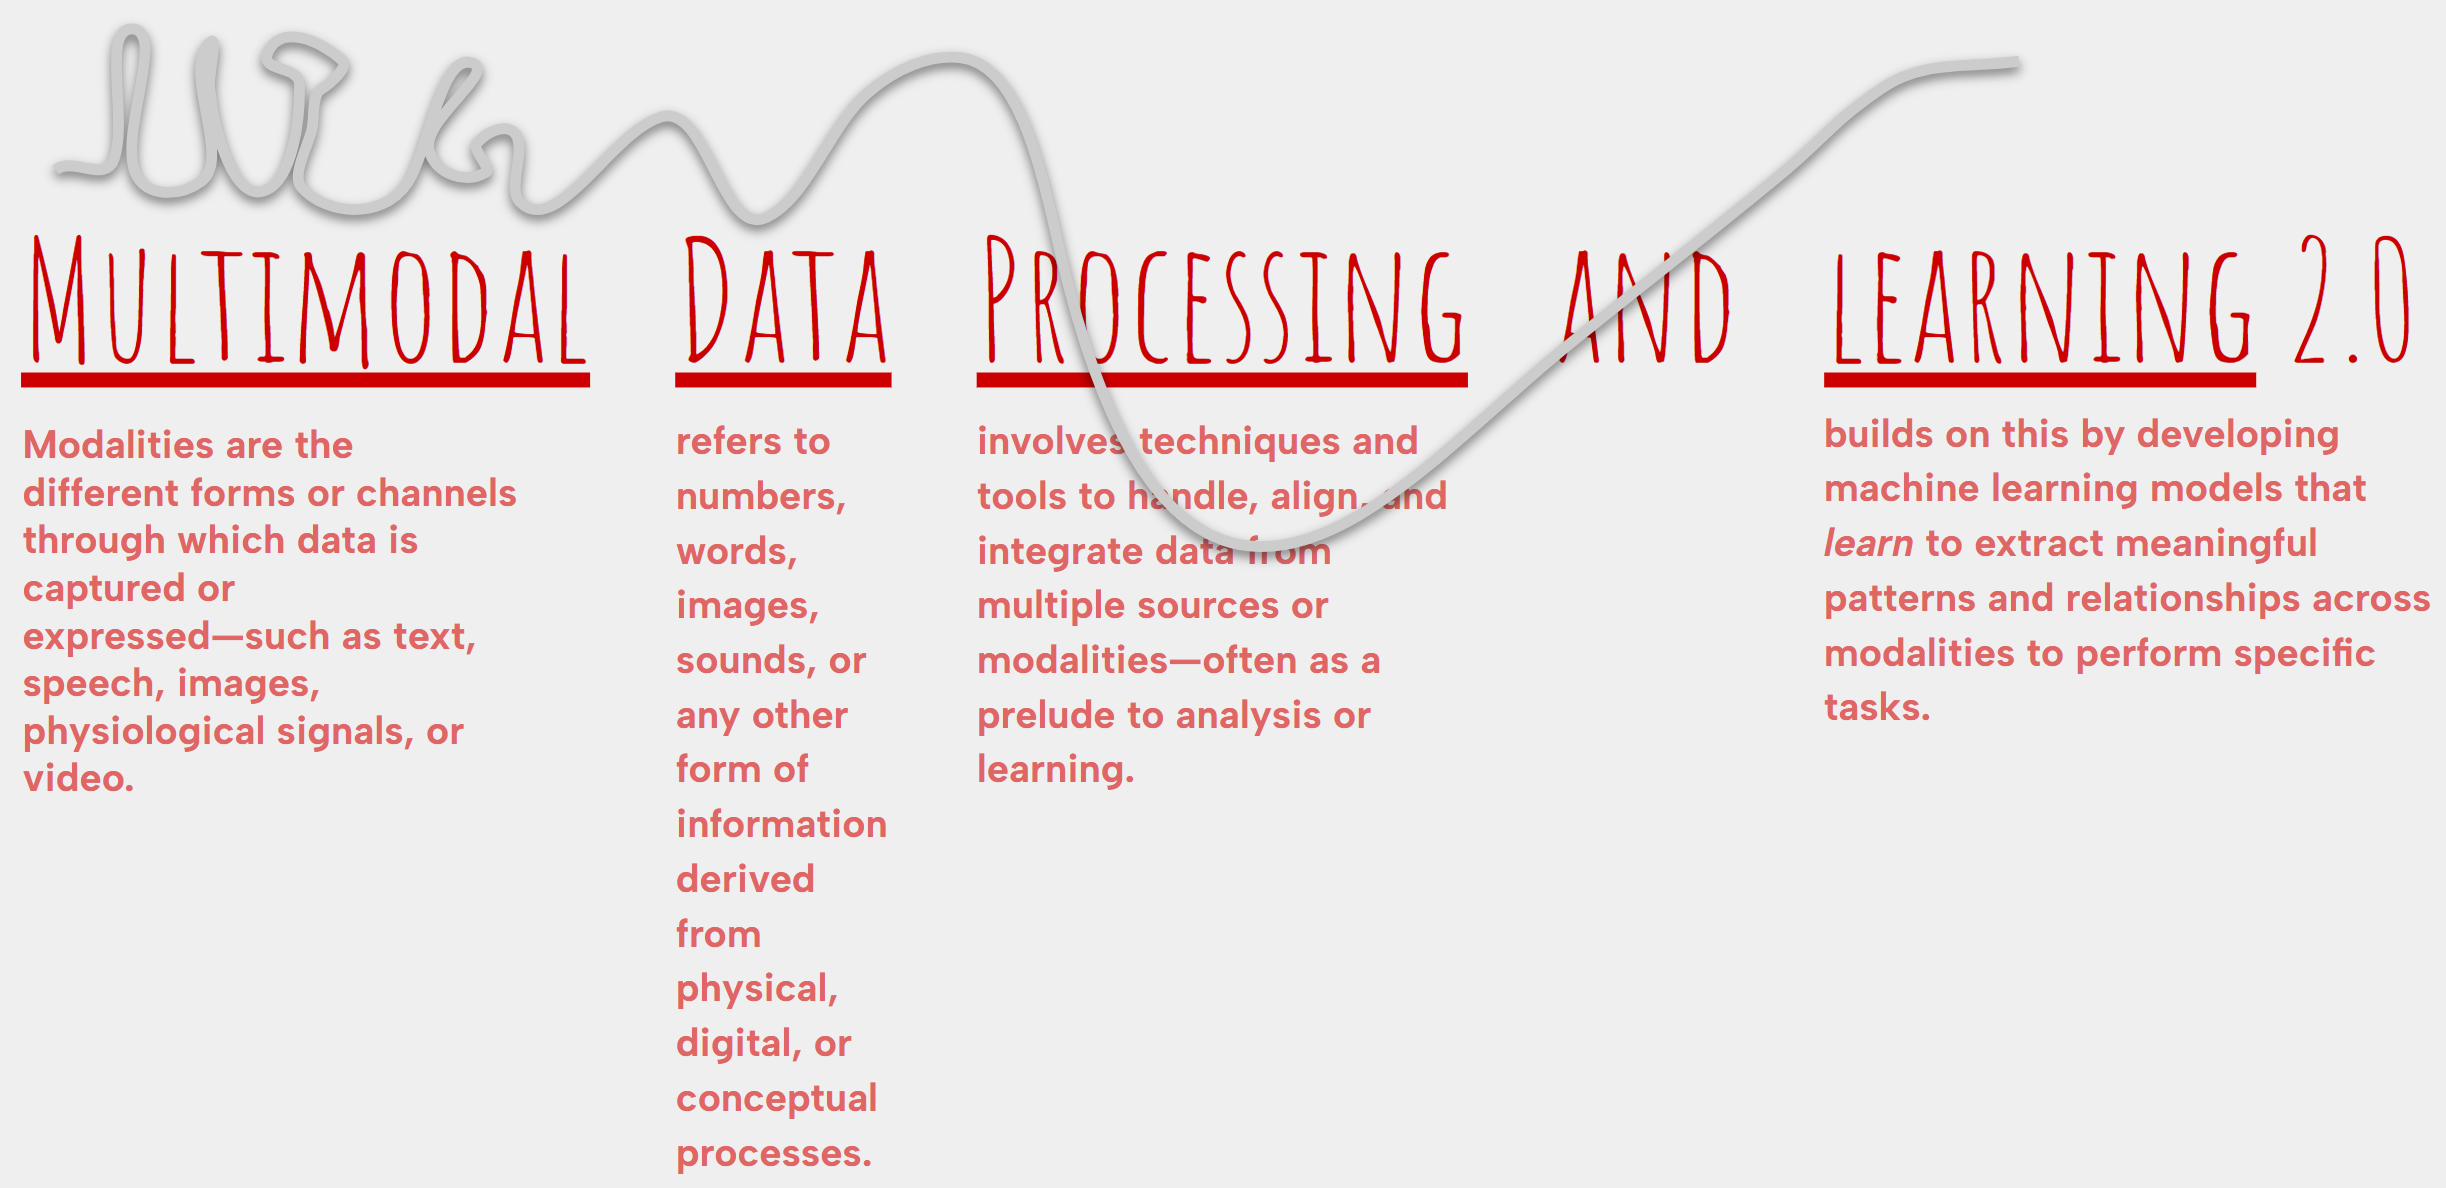 Multimodal Data Processing and learning 2.0
Modalities are the
different forms or channels
through which data is
captured or
expressed—such as text,
speech, images,
physiological signals, or
video.
refers to
numbers,
words,
images,
sounds, or
any other
form of
information
derived
from
physical,
digital, or
conceptual
processes.
involves techniques and
tools to handle, align, and
integrate data from
multiple sources or
modalities—often as a
prelude to analysis or
learning.
builds on this by developing
machine learning models that
learn to extract meaningful
patterns and relationships across
modalities to perform specific
tasks.